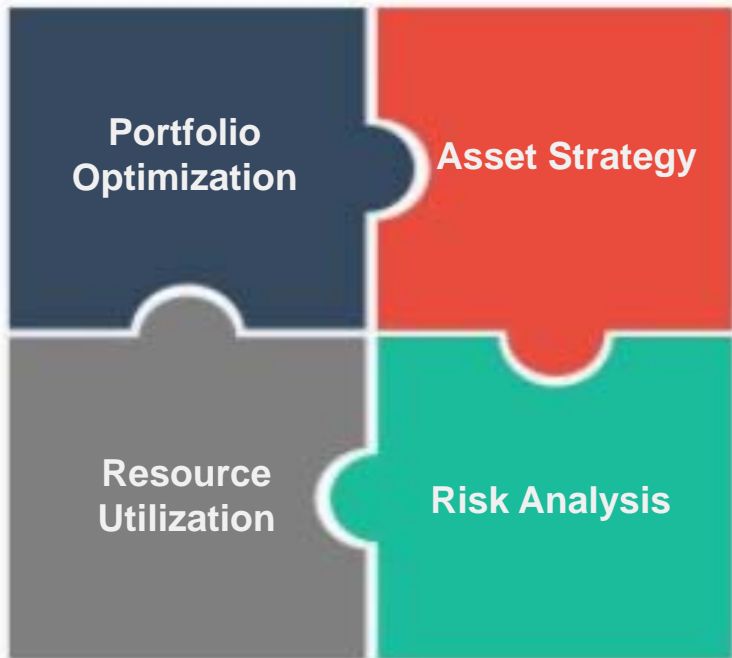 Portfolio
Optimization
Asset Strategy
Resource
Utilization
Risk Analysis